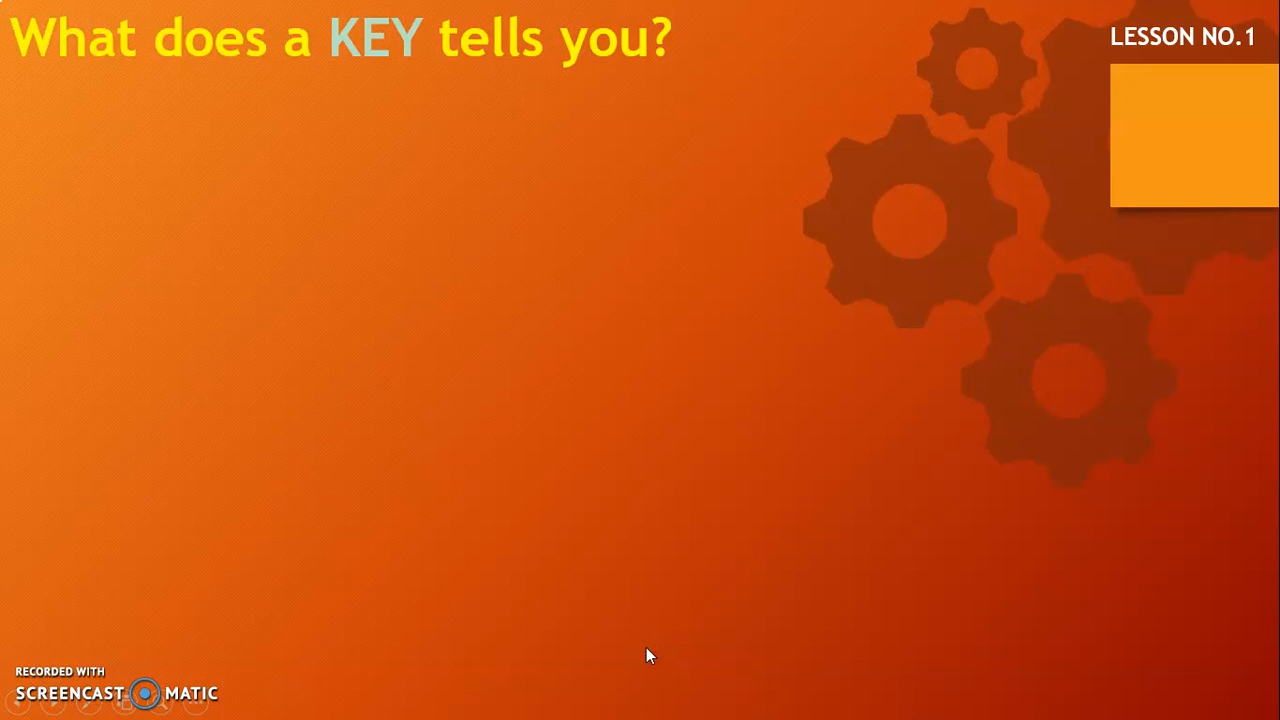 What does a KEY tells you?
LESSON NO.1
RECORDED WITH
SCREENCAST MATIC